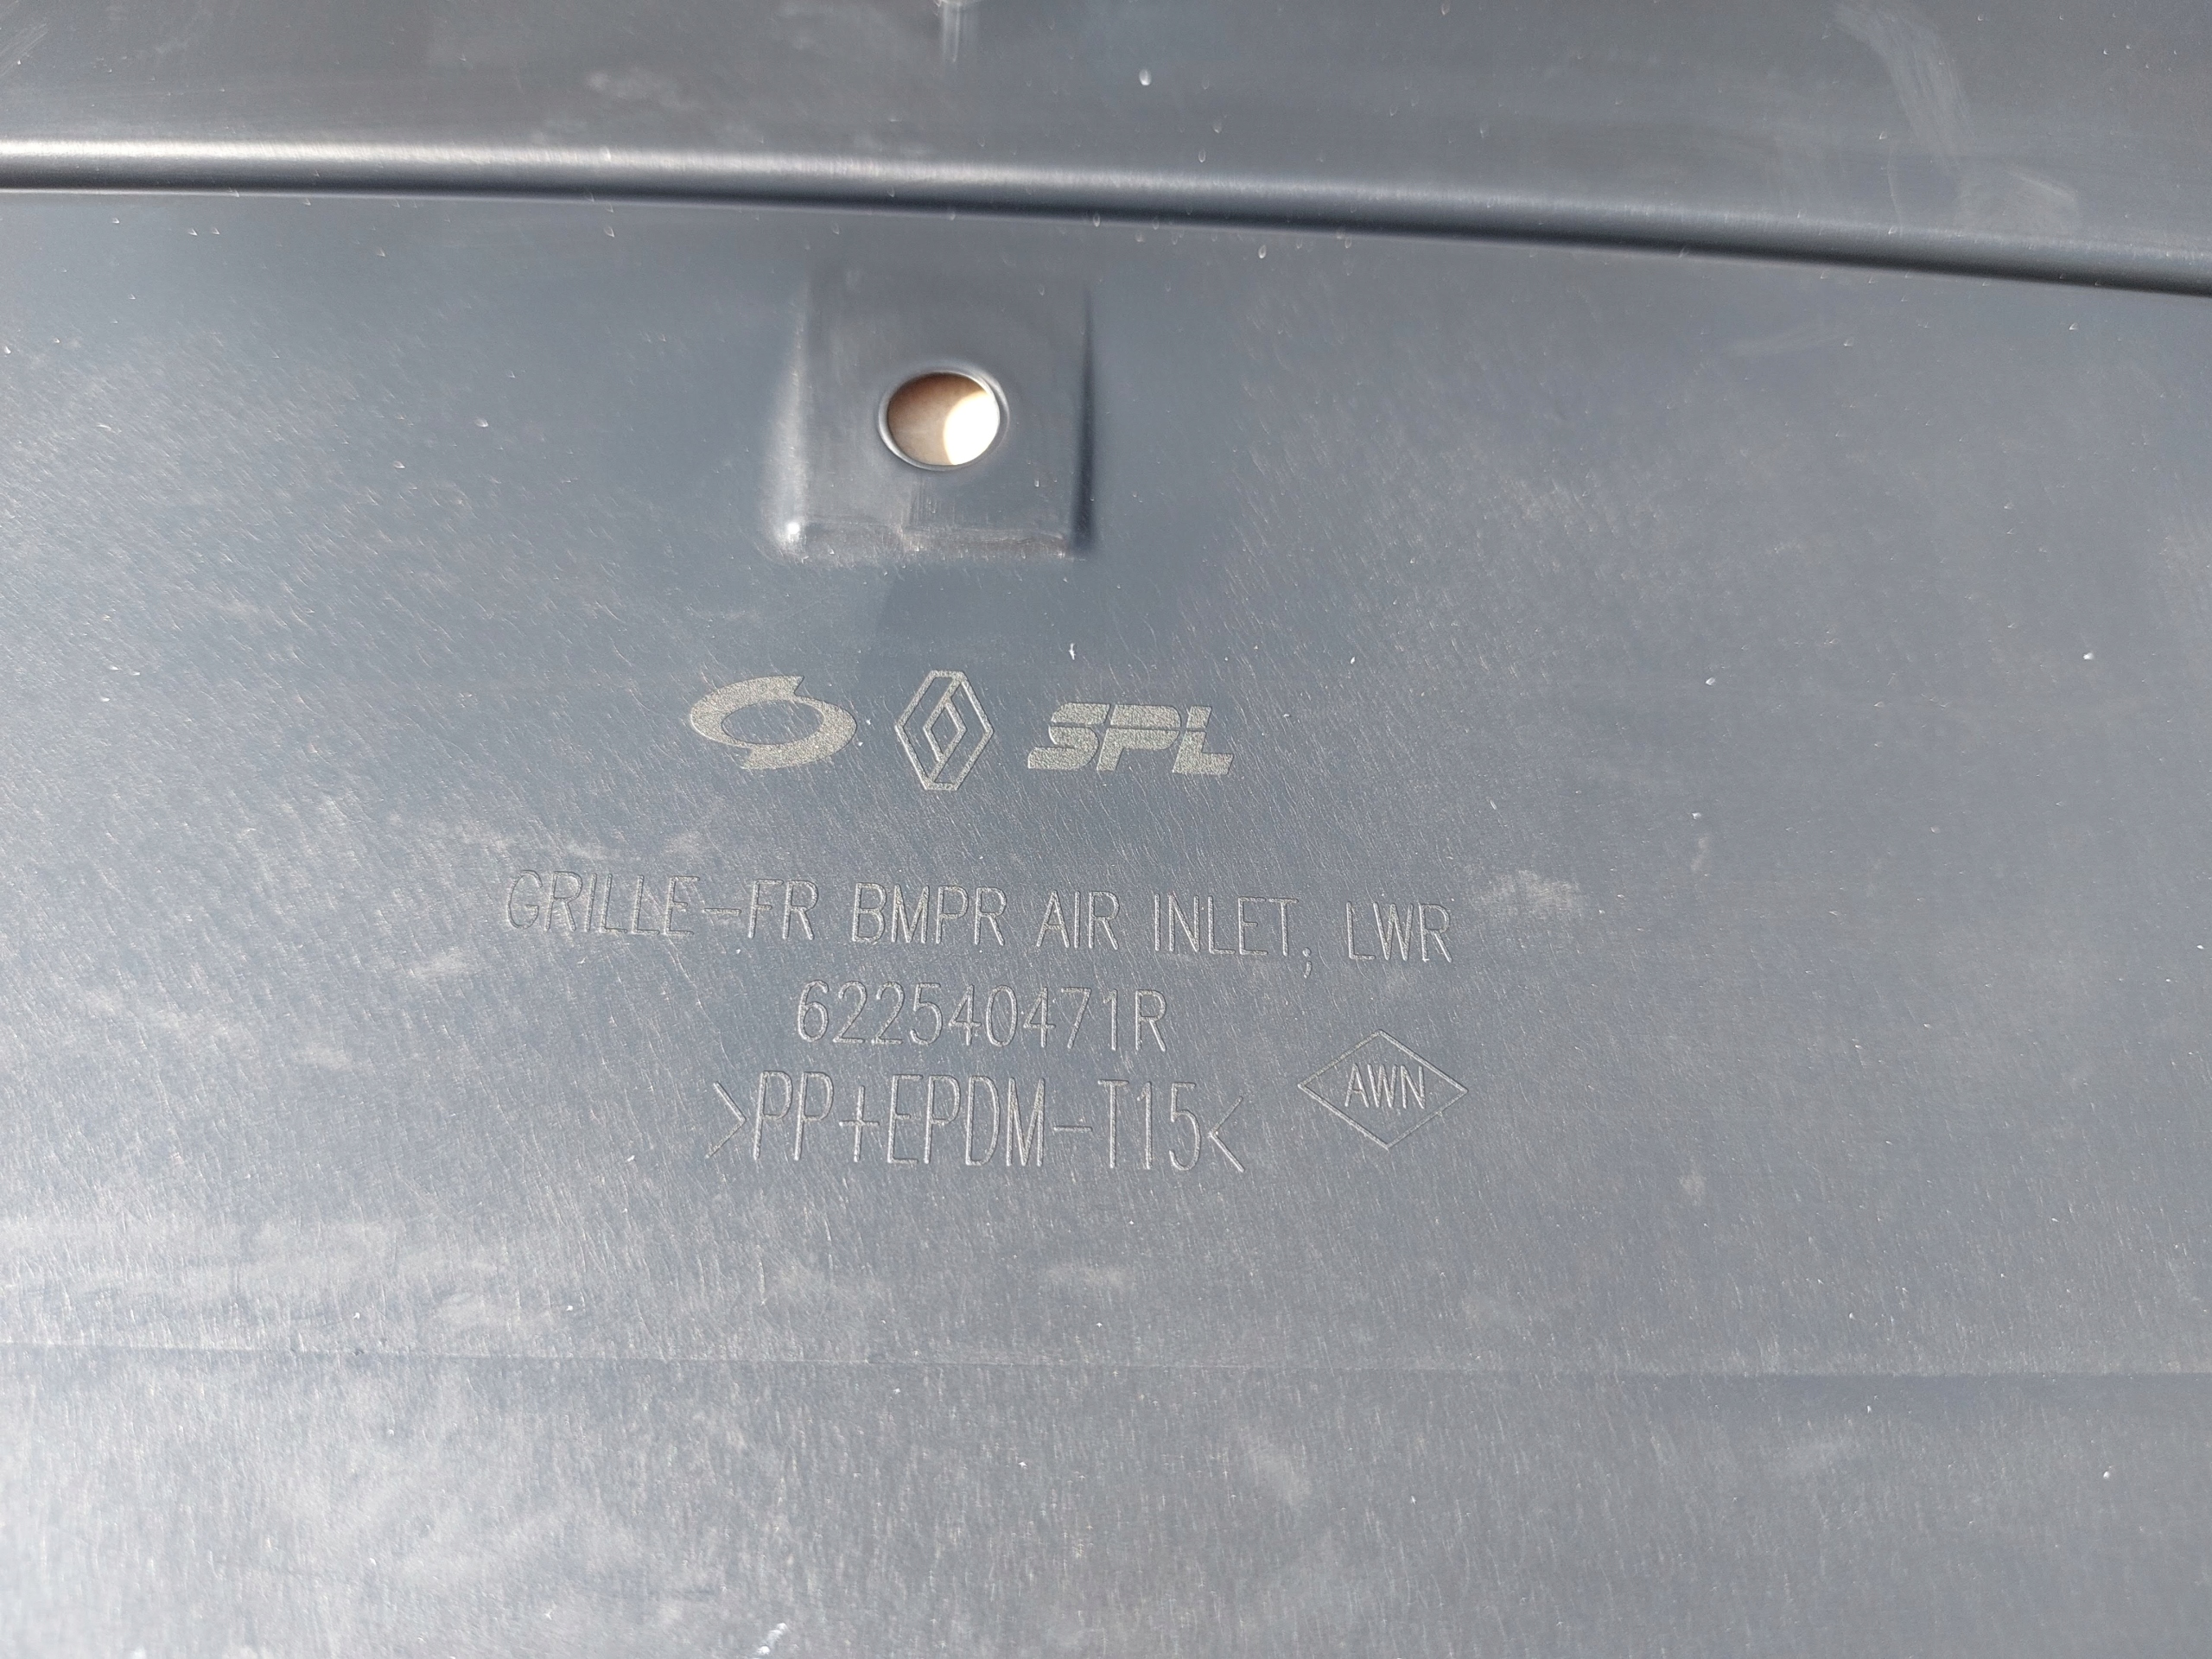 SPL
GRILLE-FR BMPR AIR INLET, LWR
622540471R
>PP+EPDM-T15<
AWN